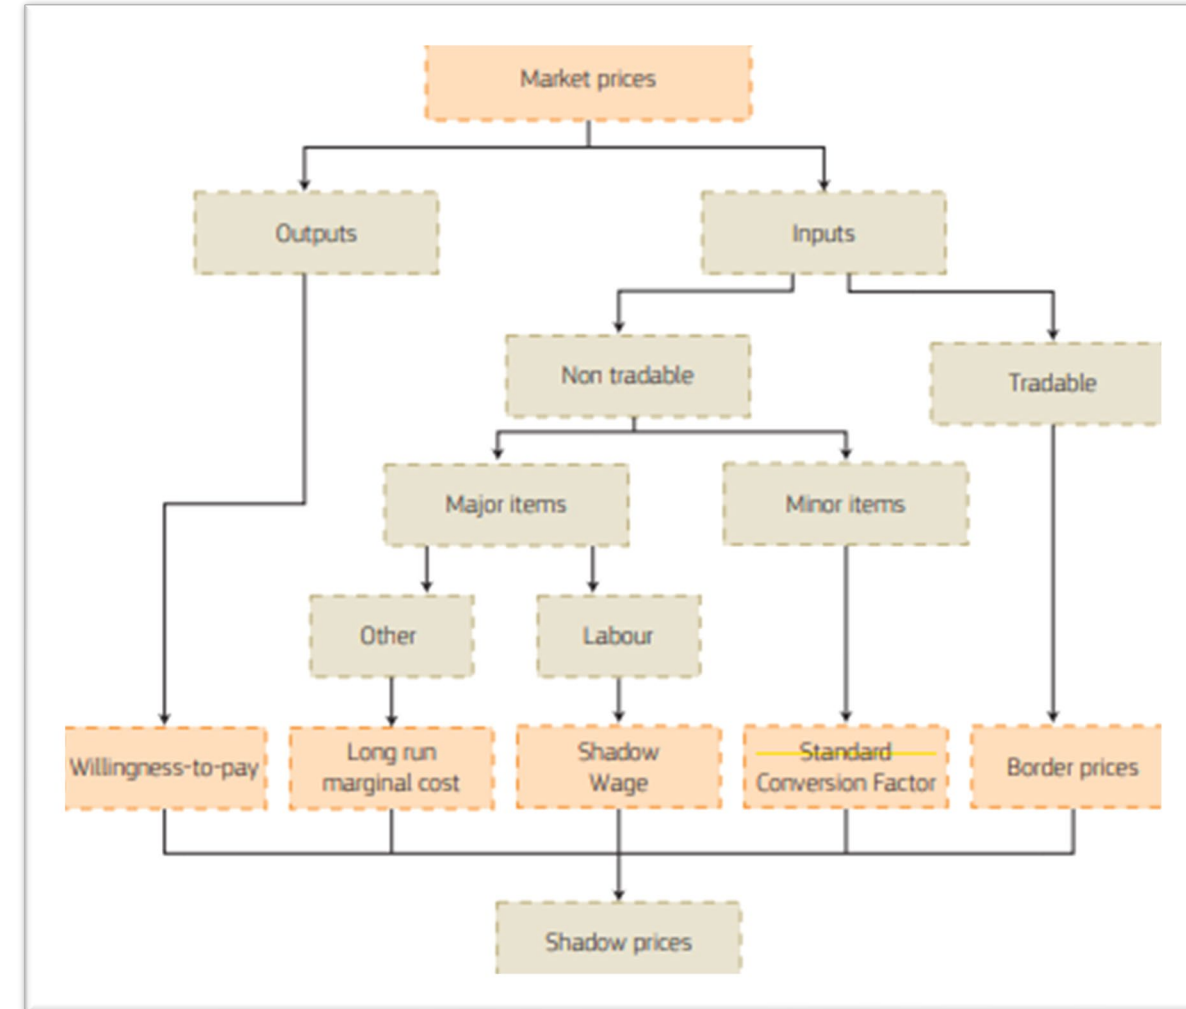 Market prices
Outputs
Inputs
Non tradable
Tradable
Major items
Minor items
Other
Labour
Willingness-to-pay
Long run
marginal cost
Shadow
Wage
Standard
Conversion Factor
Border prices
Shadow prices